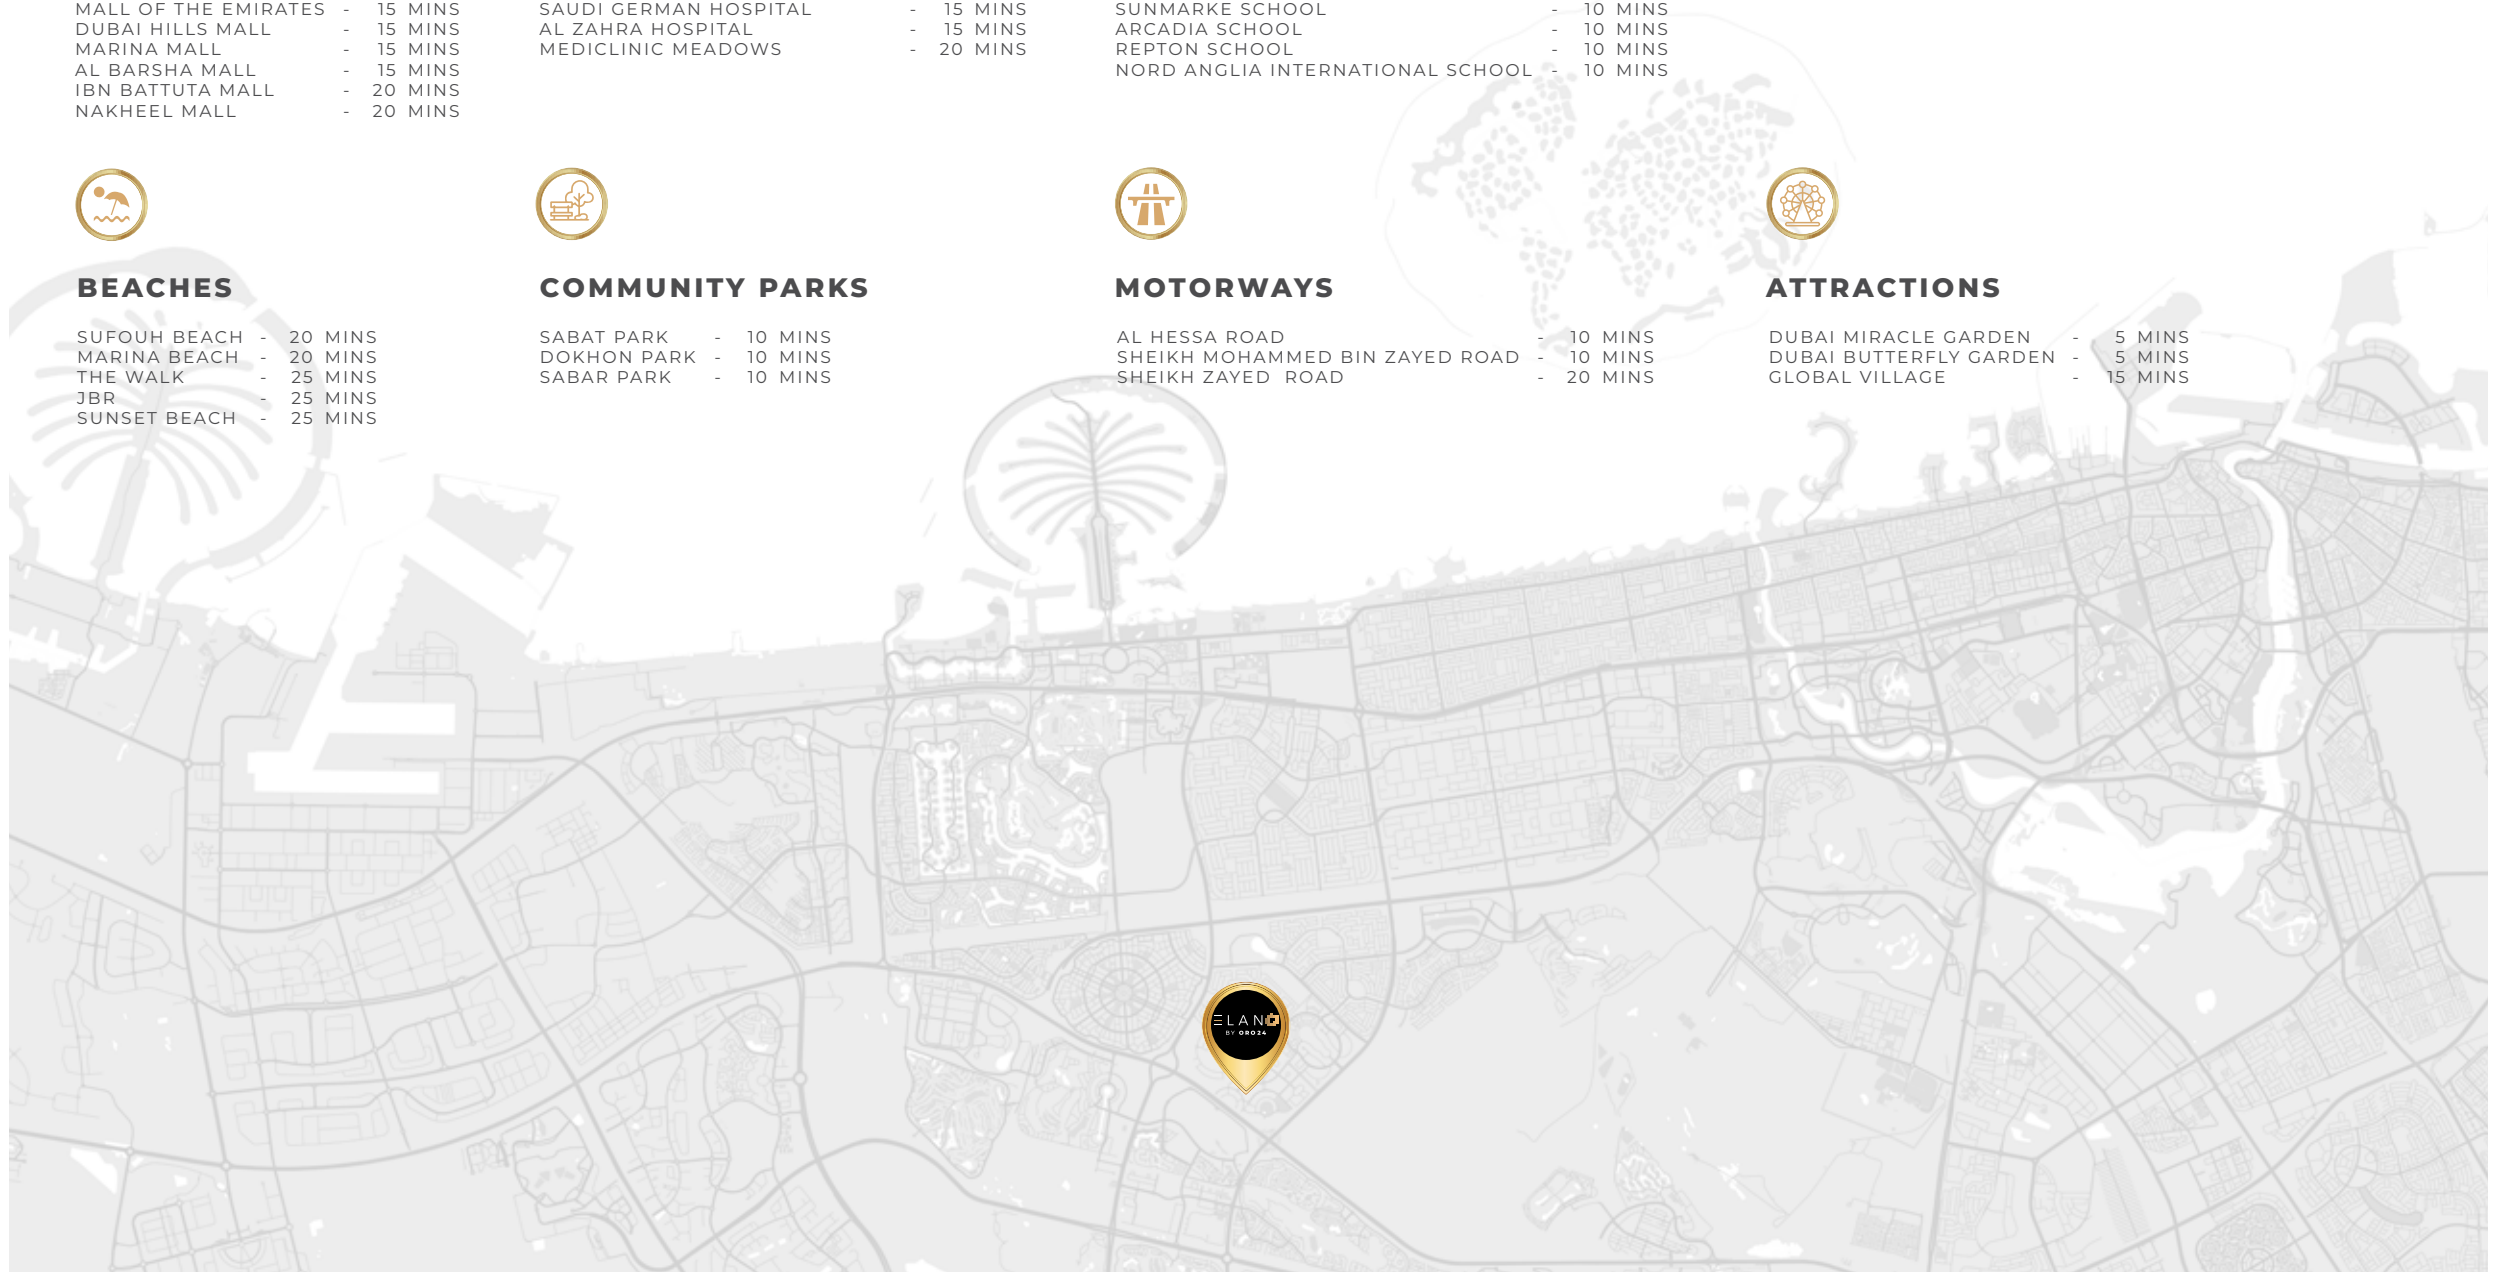 MALL OF THE EMIRATES - 15 MINS
DUBAI HILLS MALL - 15 MINS
MARINA MALL - 15 MINS
AL BARSHA MALL - 15 MINS
IBN BATTUTA MALL - 20 MINS
NAKHEEL MALL - 20 MINS
SAUDI GERMAN HOSPITAL - 15 MINS
AL ZAHRA HOSPITAL - 15 MINS
MEDICLINIC MEADOWS - 20 MINS
SUNMARKE SCHOOL - 10 MINS
ARCADIA SCHOOL - 10 MINS
REPTON SCHOOL - 10 MINS
NORD ANGLIA INTERNATIONAL SCHOOL - 10 MINS
BEACHES
SUFOUH BEACH - 20 MINS
MARINA BEACH - 20 MINS
THE WALK - 25 MINS
JBR - 25 MINS
SUNSET BEACH - 25 MINS
COMMUNITY PARKS
SABAT PARK - 10 MINS
DOKHON PARK - 10 MINS
SABAR PARK - 10 MINS
MOTORWAYS
AL HESSA ROAD - 10 MINS
SHEIKH MOHAMMED BIN ZAYED ROAD - 10 MINS
SHEIKH ZAYED ROAD - 20 MINS
ATTRACTIONS
DUBAI MIRACLE GARDEN - 5 MINS
DUBAI BUTTERFLY GARDEN - 5 MINS
GLOBAL VILLAGE - 15 MINS
ELANO
BY ORO24